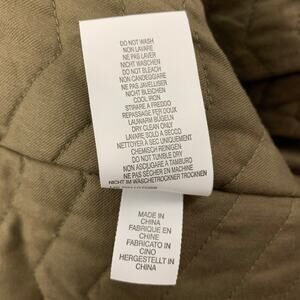 DO NOT WASH
NON LAVARE
NE PAS LAVER
NICHT WASCHEN
DO NOT BLEACH
NON CANDEGGIARE
NE PAS JAVELLISER
NICHT BLEICHEN
COOL IRON
STIRARE A FREDDO
REPASSAGE FER DOUX
LAUWARM BÜGELN
DRY CLEAN ONLY
LAVARE SOLO A SECCO
NETTOYER A SEC UNIQUEMENT
CHEMISCH REINIGEN
DO NOT TUMBLE DRY
NON ASCIUGARE A TAMBURO
NE PAS SÉCHER EN MACHINE
NICHT IM WÄSCHETROCKNER TROCKNEN
MADE IN
CHINA
FABRIQUE EN
CHINE
FABRICATO IN
CINO
HERGESTELLT IN
CHINA